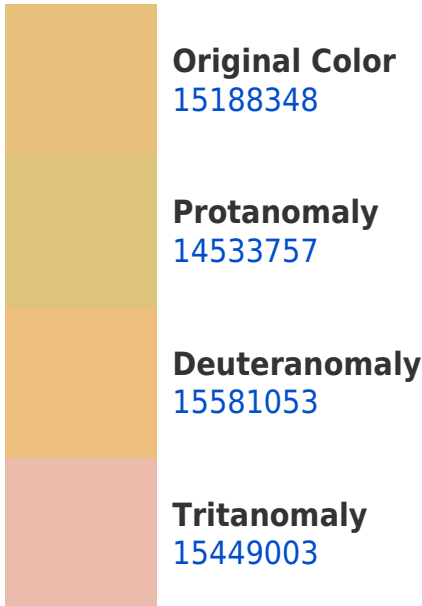 Original Color
15188348
Protanomaly
14533757
Deuteranomaly
15581053
Tritanomaly
15449003